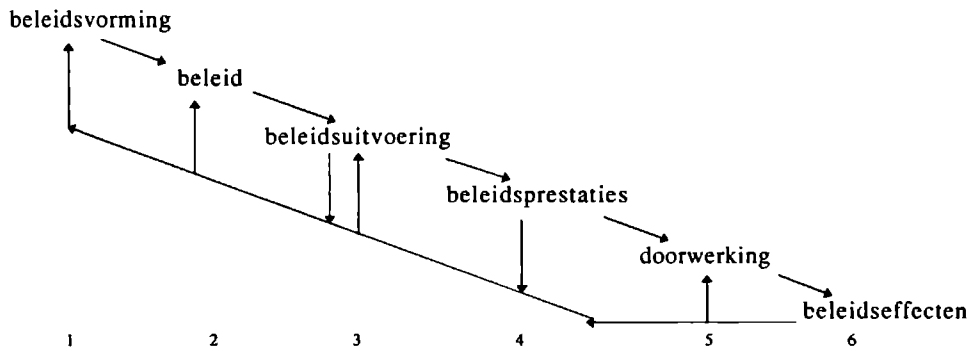 beleidsvorming
beleid
beleidsuitvoering
beleidsprestaties
doorwerking
beleidseffecten
1 2 3 4 5 6